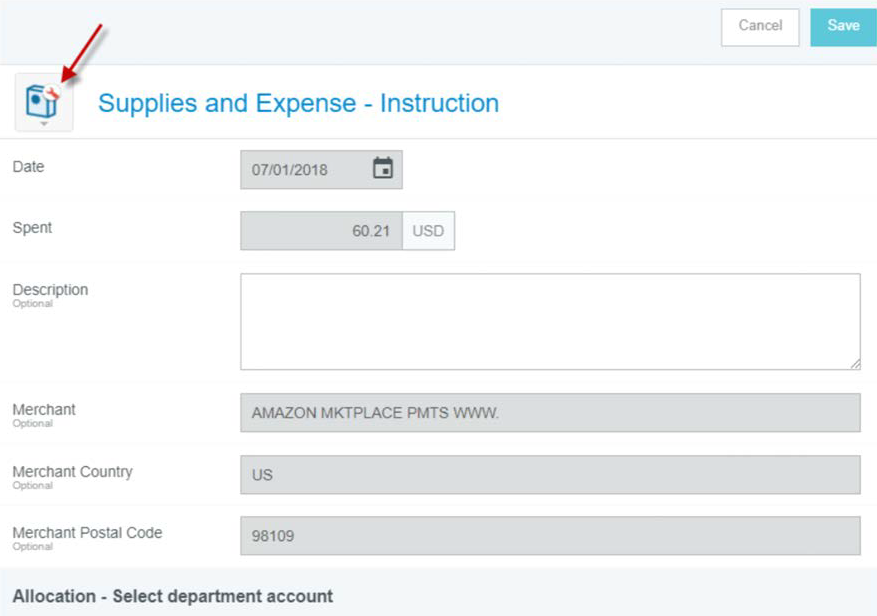 Cancel Save
Supplies and Expense - Instruction
Date 07/01/2018
Spent 60.21 USD
Description
Optional
Merchant AMAZON MKTPLACE PMTS WWW.
Optional
Merchant Country US
Optional
Merchant Postal Code 98109
Optional
Allocation - Select department account